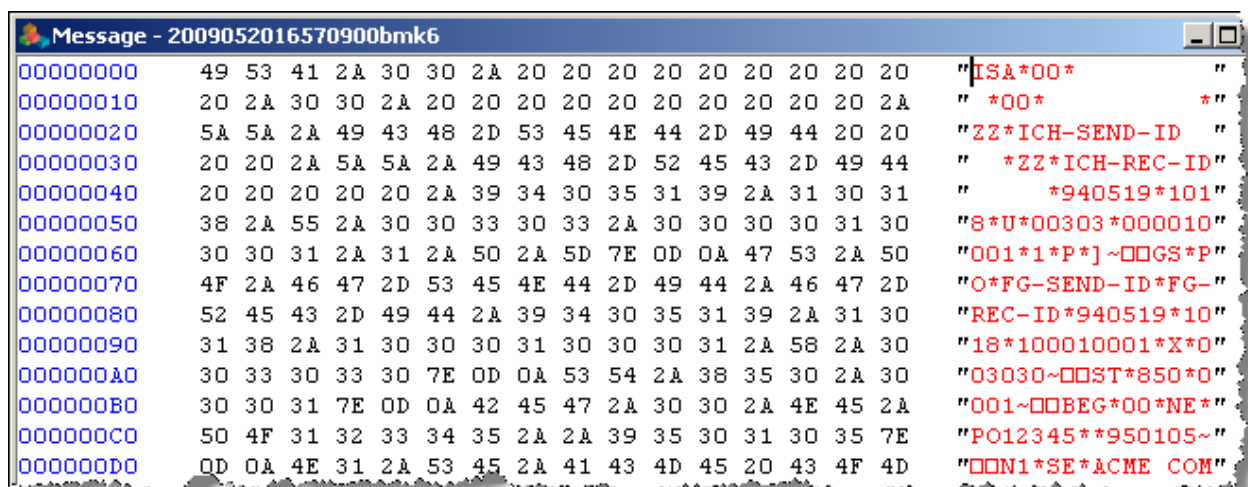 Message - 2009052016570900bmk6
00000000 49 53 41 2A 30 30 2A 20 20 20 20 20 20 20 20 20 "ISA*00*         "
00000010 20 2A 30 30 2A 20 20 20 20 20 20 20 20 20 20 2A " *00*          *"
00000020 5A 5A 2A 49 43 48 2D 53 45 4E 44 2D 49 44 20 20 "ZZ*ICH-SEND-ID  "
00000030 20 20 2A 5A 5A 2A 49 43 48 2D 52 45 43 2D 49 44 "  *ZZ*ICH-REC-ID"
00000040 20 20 20 20 20 2A 39 34 30 35 31 39 2A 31 30 31 "     *940519*101"
00000050 38 2A 55 2A 30 30 33 30 33 2A 30 30 30 30 31 30 "8*U*00303*000010"
00000060 30 30 31 2A 31 2A 50 2A 5D 7E 0D 0A 47 53 2A 50 "001*1*P*]~□□GS*P"
00000070 4F 2A 46 47 2D 53 45 4E 44 2D 49 44 2A 46 47 2D "O*FG-SEND-ID*FG-"
00000080 52 45 43 2D 49 44 2A 39 34 30 35 31 39 2A 31 30 "REC-ID*940519*10"
00000090 31 38 2A 31 30 30 30 31 30 30 30 31 2A 58 2A 30 "18*100010001*X*0"
000000A0 30 33 30 33 30 7E 0D 0A 53 54 2A 38 35 30 2A 30 "03030~□□ST*850*0"
000000B0 30 30 31 7E 0D 0A 42 45 47 2A 30 30 2A 4E 45 2A "001~□□BEG*00*NE*"
000000C0 50 4F 31 32 33 34 35 2A 2A 39 35 30 31 30 35 7E "PO12345**950105~"
000000D0 0D 0A 4E 31 2A 53 45 2A 41 43 4D 45 20 43 4F 4D "□□N1*SE*ACME COM"